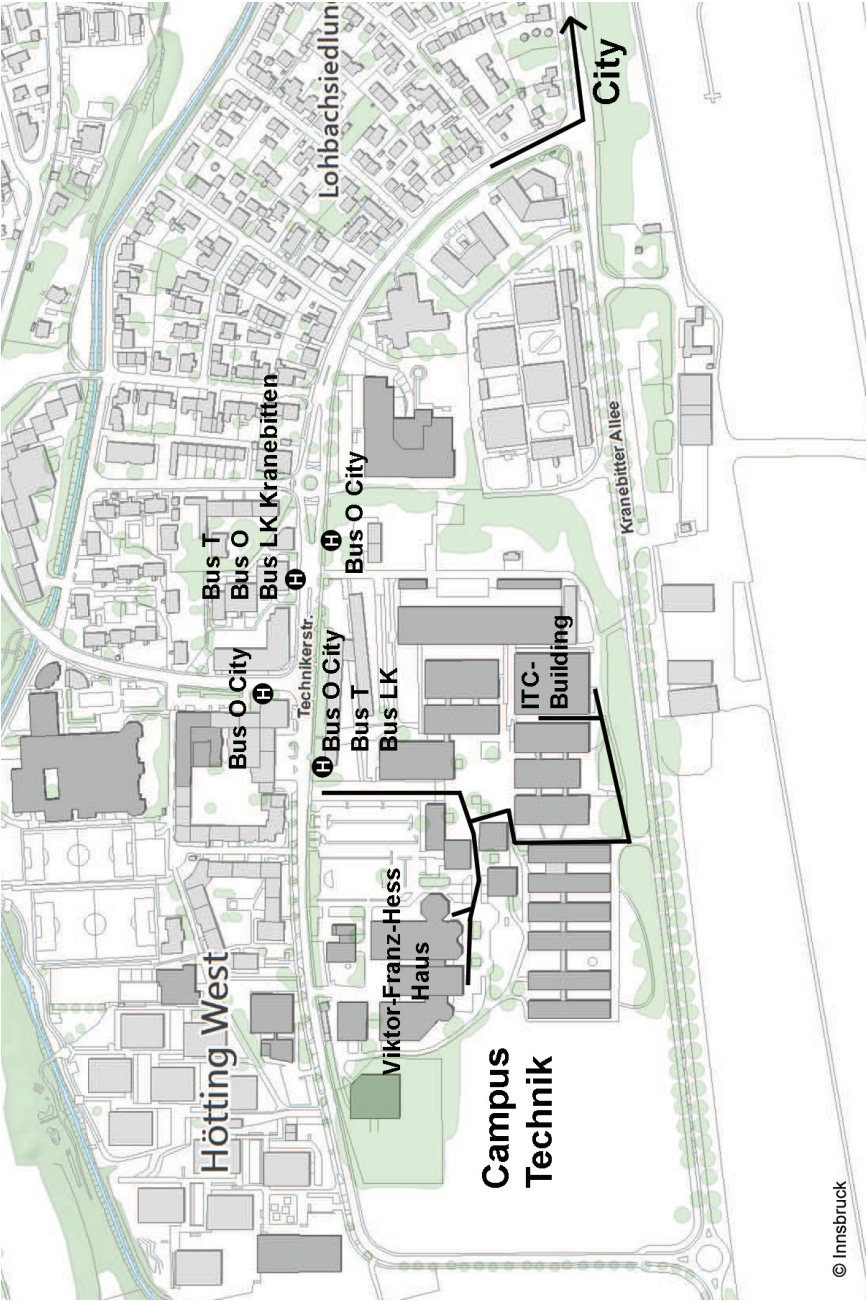 Lohbachsiedlun
City
Bus T
Bus O
Bus LK Kranebitten
H
H
Bus O City
Bus O City
H
Technikerstr.
H
Bus O City
Bus T
Bus LK
Kranebitter Allee
ITC-
Building
Viktor-Franz-Hess
Haus
Hötting West
Campus
Technik
© Innsbruck